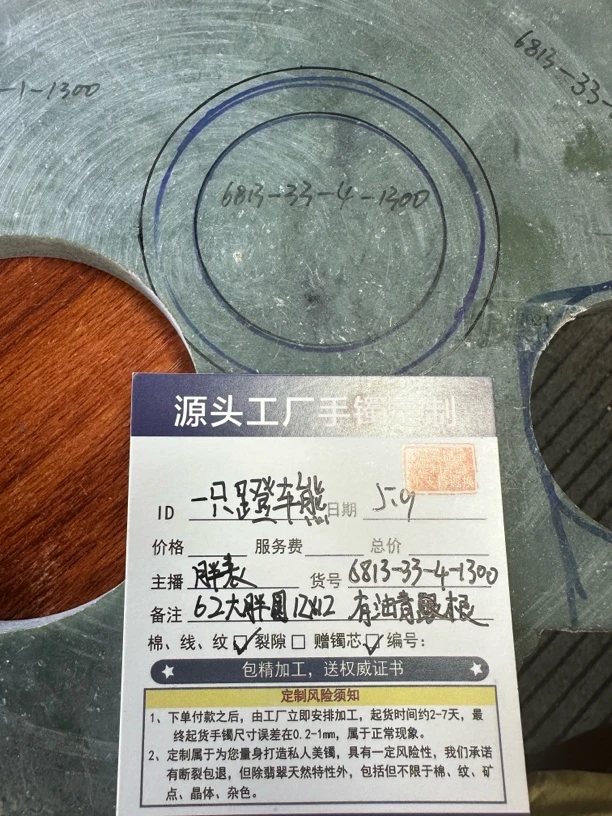 -1-1300
6813-33
6813-33-4-1300
源头工厂手镯定制
ID 一只蹬车熊 日期 5.9
价格 服务费 总价
主播 胖表 货号 6813-33-4-1300
备注 62大胖圆12x12 有油青 根
棉、线、纹☑ 裂隙□ 赠镯芯☑ 编号:
包精加工,送权威证书
定制风险须知
1、下单付款之后,由工厂立即安排加工,起货时间约2-7天,最
终起货手镯尺寸误差在0.2-1mm,属于正常现象。
2、定制属于为您量身打造私人美镯,具有一定风险性,我们承诺
有断裂包退,但除翡翠天然特性外,包括但不限于棉、纹、矿
点、晶体、杂色。